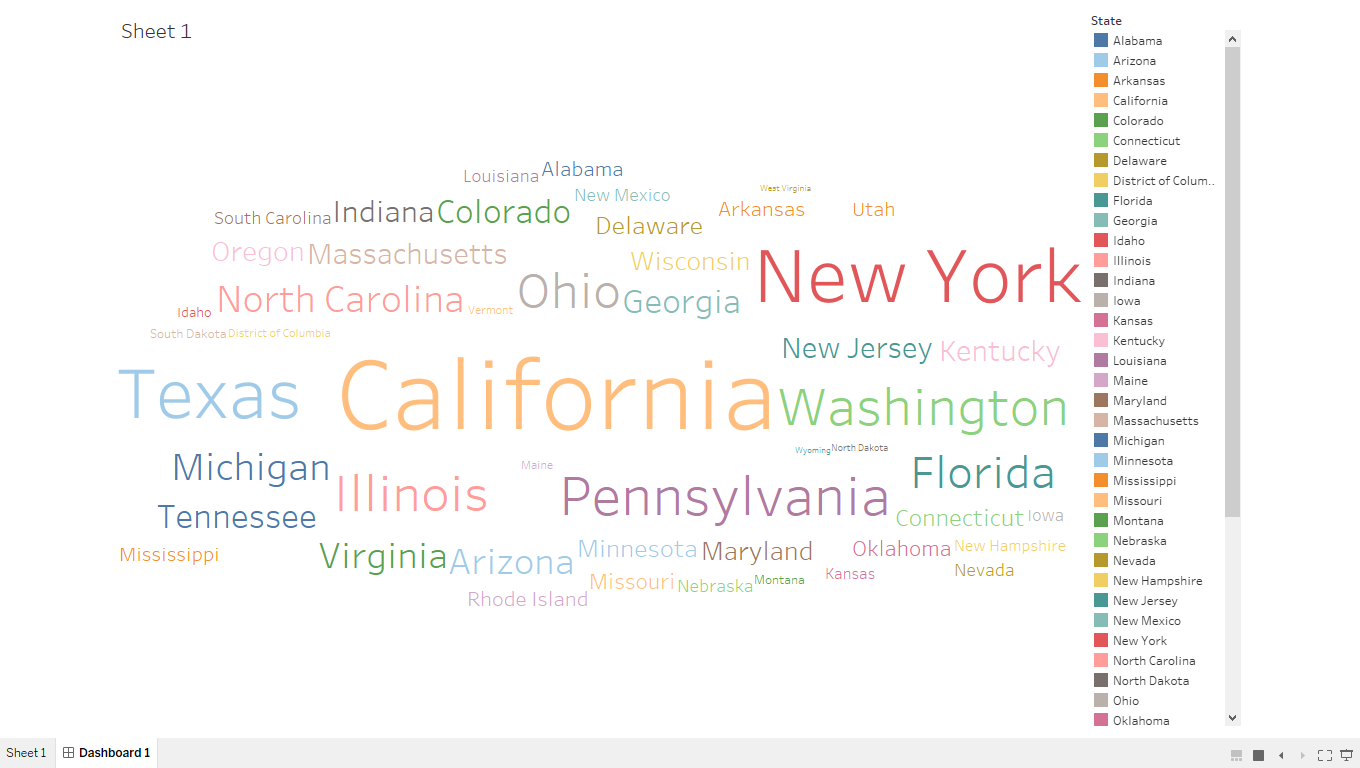 Sheet 1
Louisiana Alabama
New Mexico West Virginia
South Carolina Indiana Colorado Delaware Arkansas Utah
Oregon Massachusetts Wisconsin New York
Idaho North Carolina Vermont Ohio Georgia
South Dakota District of Columbia
New Jersey Kentucky
Texas California Washington
Wyoming North Dakota
Michigan Illinois Maine Pennsylvania Florida
Tennessee Connecticut Iowa
Mississippi Virginia Arizona Minnesota Maryland Oklahoma New Hampshire
Missouri Nebraska Montana Kansas Nevada
Rhode Island
State
Alabama
Arizona
Arkansas
California
Colorado
Connecticut
Delaware
District of Colum..
Florida
Georgia
Idaho
Illinois
Indiana
Iowa
Kansas
Kentucky
Louisiana
Maine
Maryland
Massachusetts
Michigan
Minnesota
Mississippi
Missouri
Montana
Nebraska
Nevada
New Hampshire
New Jersey
New Mexico
New York
North Carolina
North Dakota
Ohio
Oklahoma
Sheet 1 Dashboard 1